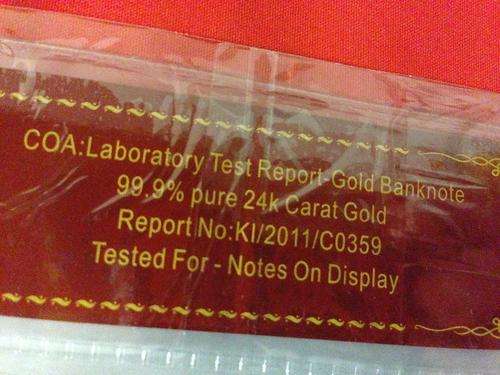 COA:Laboratory Test Report-Gold Banknote
99.9% pure 24k Carat Gold
Report No:KI/2011/C0359
Tested For - Notes On Display